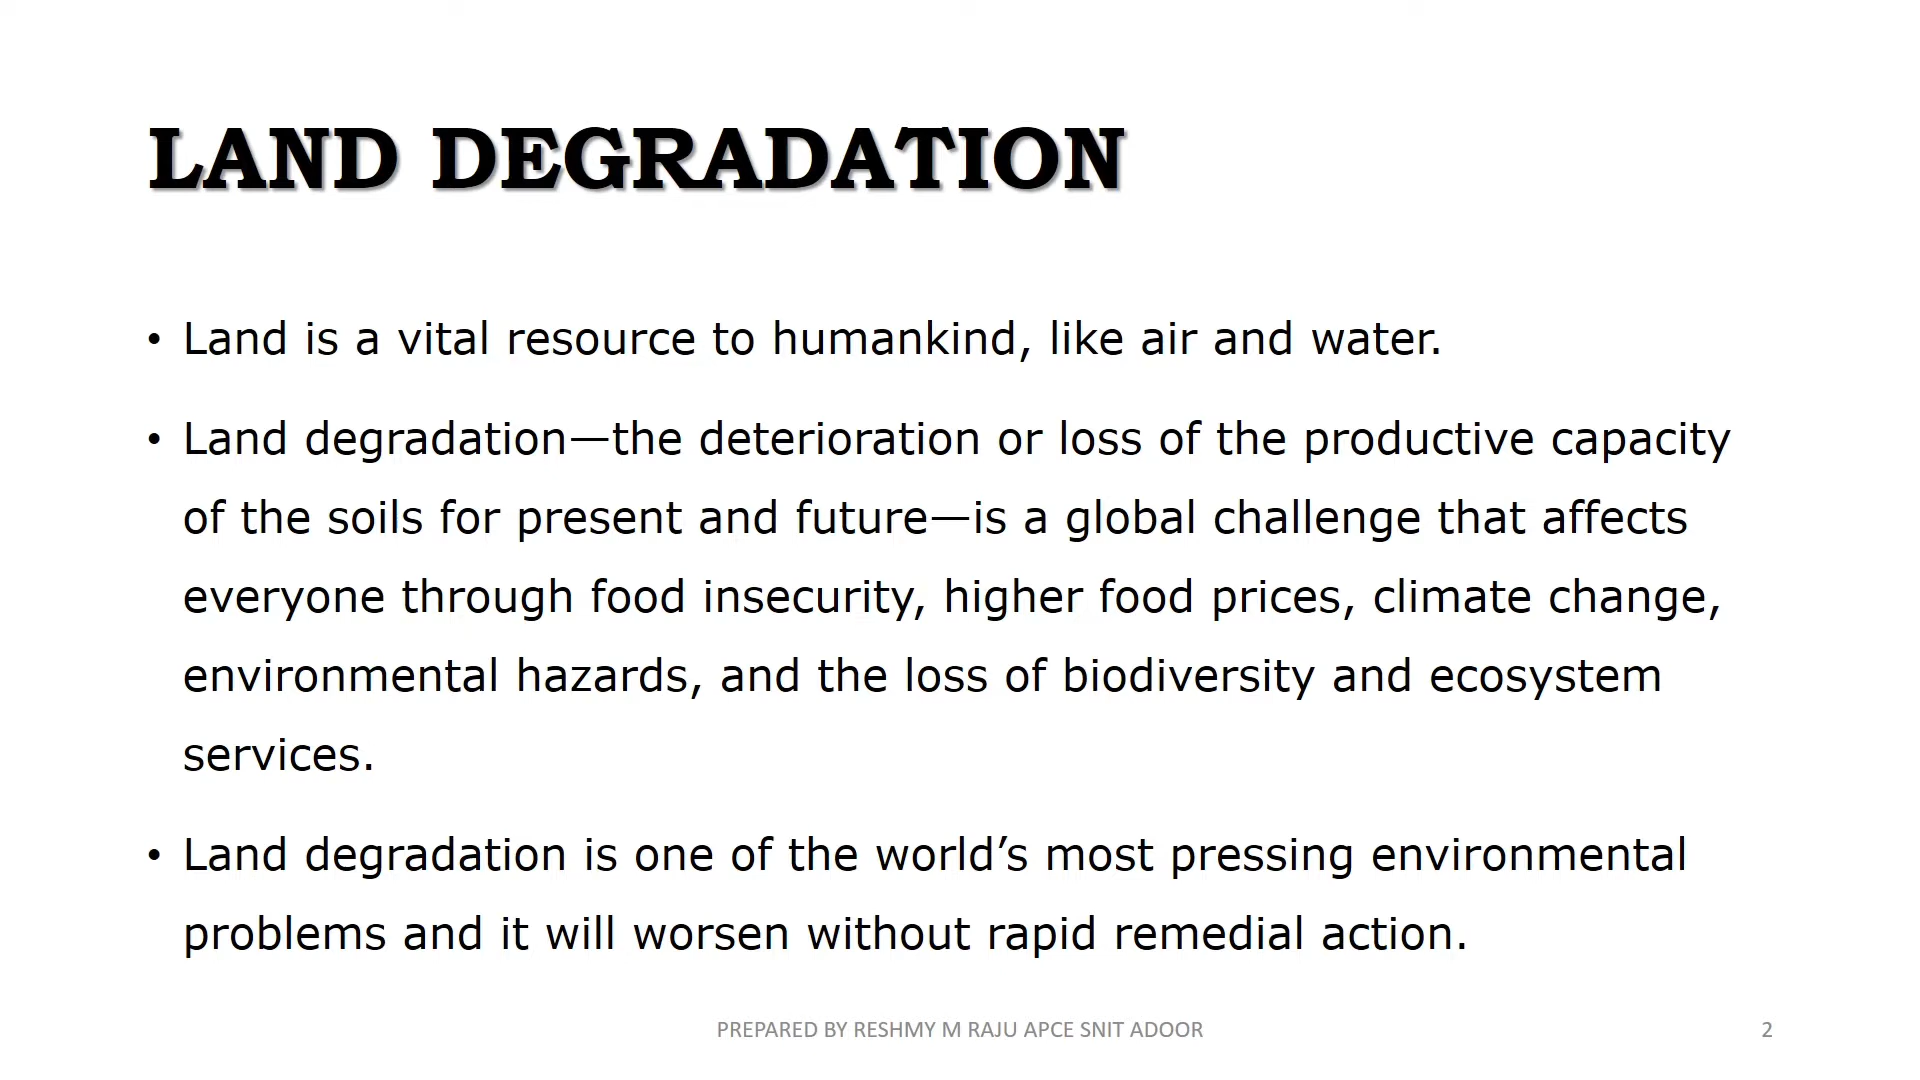 LAND DEGRADATION
• Land is a vital resource to humankind, like air and water.
• Land degradation—the deterioration or loss of the productive capacity
of the soils for present and future—is a global challenge that affects
everyone through food insecurity, higher food prices, climate change,
environmental hazards, and the loss of biodiversity and ecosystem
services.
• Land degradation is one of the world’s most pressing environmental
problems and it will worsen without rapid remedial action.
PREPARED BY RESHMY M RAJU APCE SNIT ADOOR
2